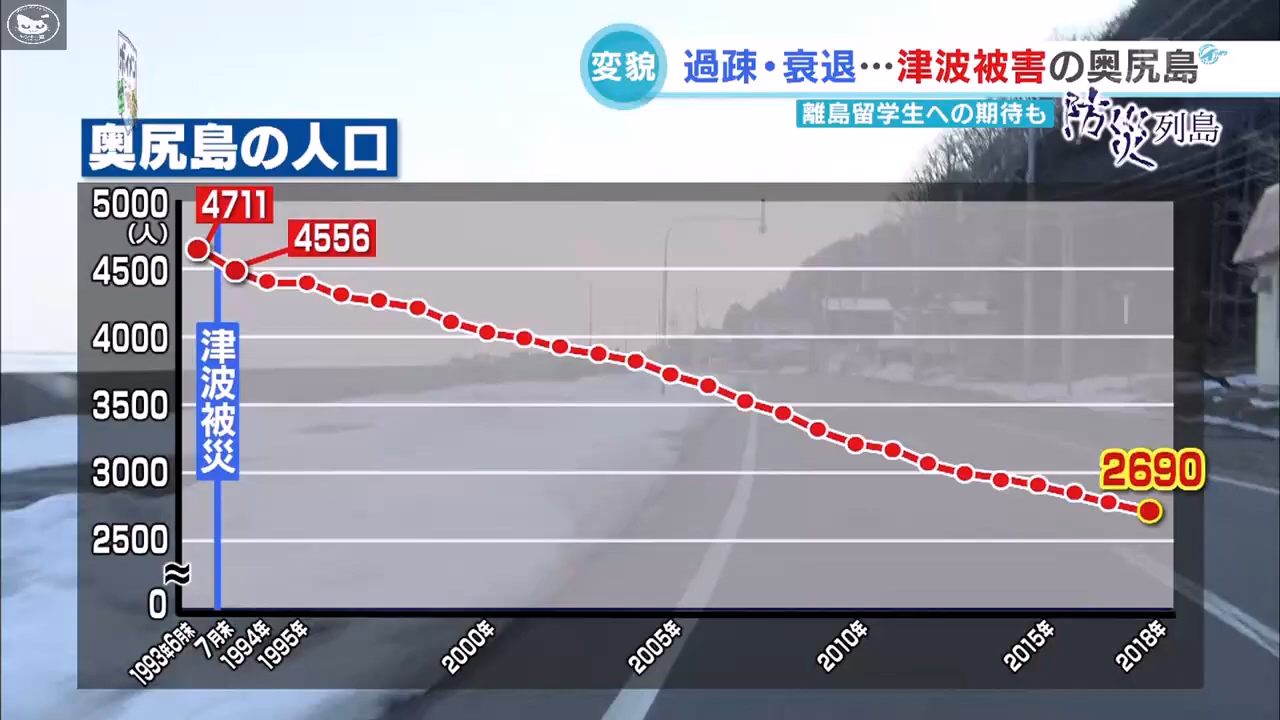 変貌
過疎・衰退…津波被害の奥尻島
離島留学生への期待も
防災列島
奥尻島の人口
5000
(人)
4500
4000
3500
3000
2500
0
4711
4556
2690
津波被災
1993年6月末
7月末
1994年
1995年
2000年
2005年
2010年
2015年
2018年